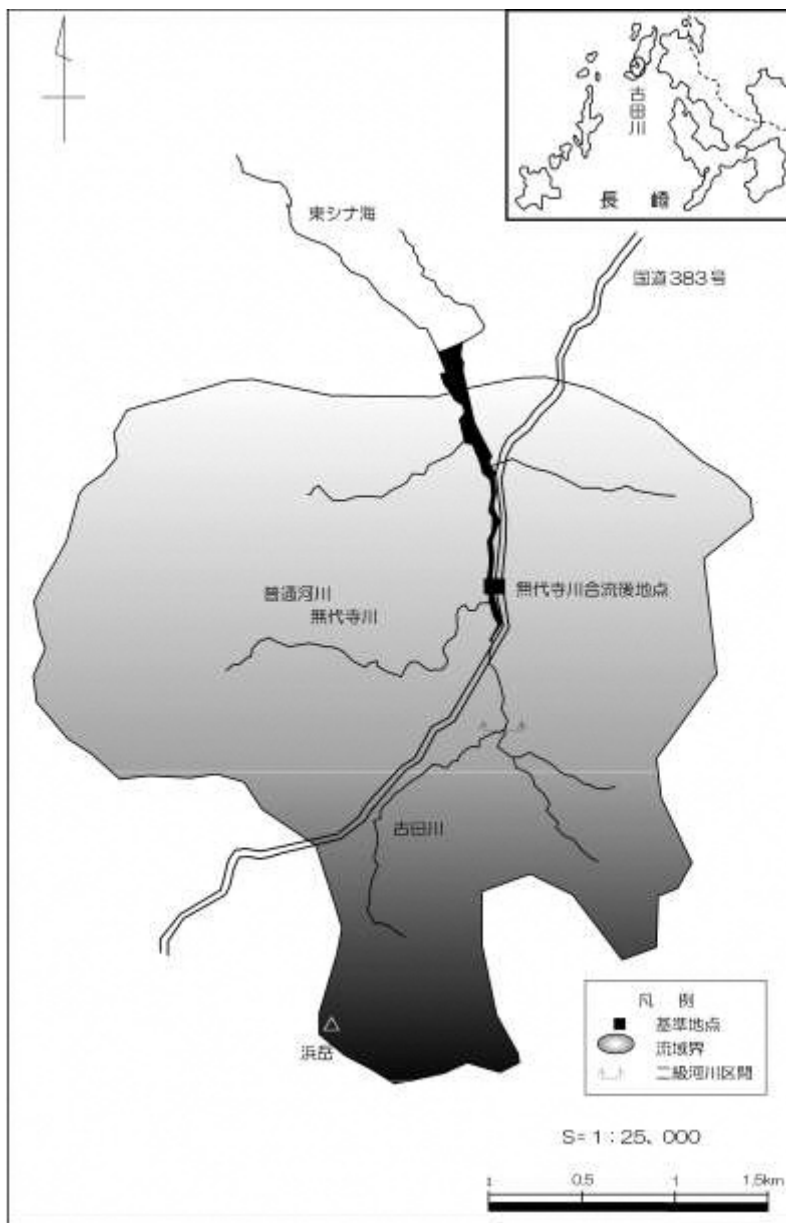 古田川
長崎
東シナ海
国道383号
普通河川
無代寺川
無代寺川合流後地点
古田川
浜岳
凡例
基準地点
流域界
二級河川区間
S=1:25、000
1 0.5 1 1.5km